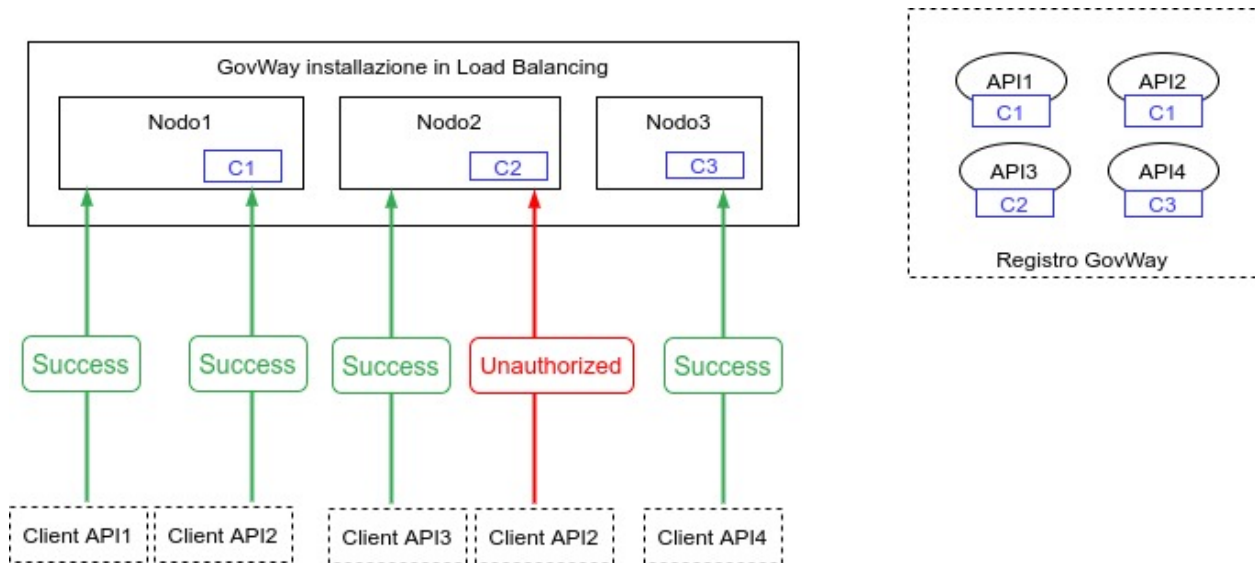 GovWay installazione in Load Balancing
Nodo1
C1
Nodo2
C2
Nodo3
C3
API1
C1
API2
C1
API3
C2
API4
C3
Registro GovWay
Success
Success
Success
Unauthorized
Success
Client API1
Client API2
Client API3
Client API2
Client API4